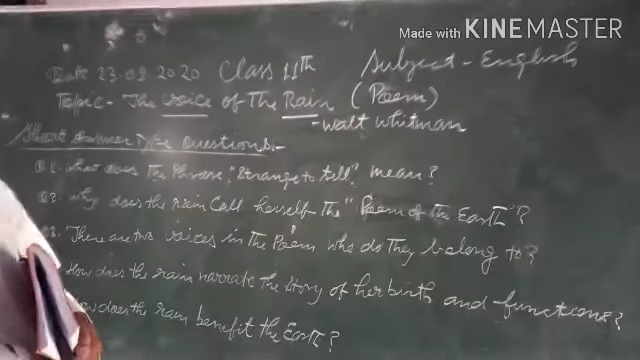 Made with KINEMASTER
Date 23.09.2020 Class 11th Subject - English
Topic - The Voice of The Rain (Poem)
- Walt Whitman
Short Answer Type Questions :-
Q1. What does The Phrase, "Strange to tell" mean?
Q2. Why does the rain call herself The "Poem of The Earth"?
Q3. There are two voices in The Poem who do They belong to?
How does the rain narrate The story of her birth and functions?
How does the rain benefit the Earth?